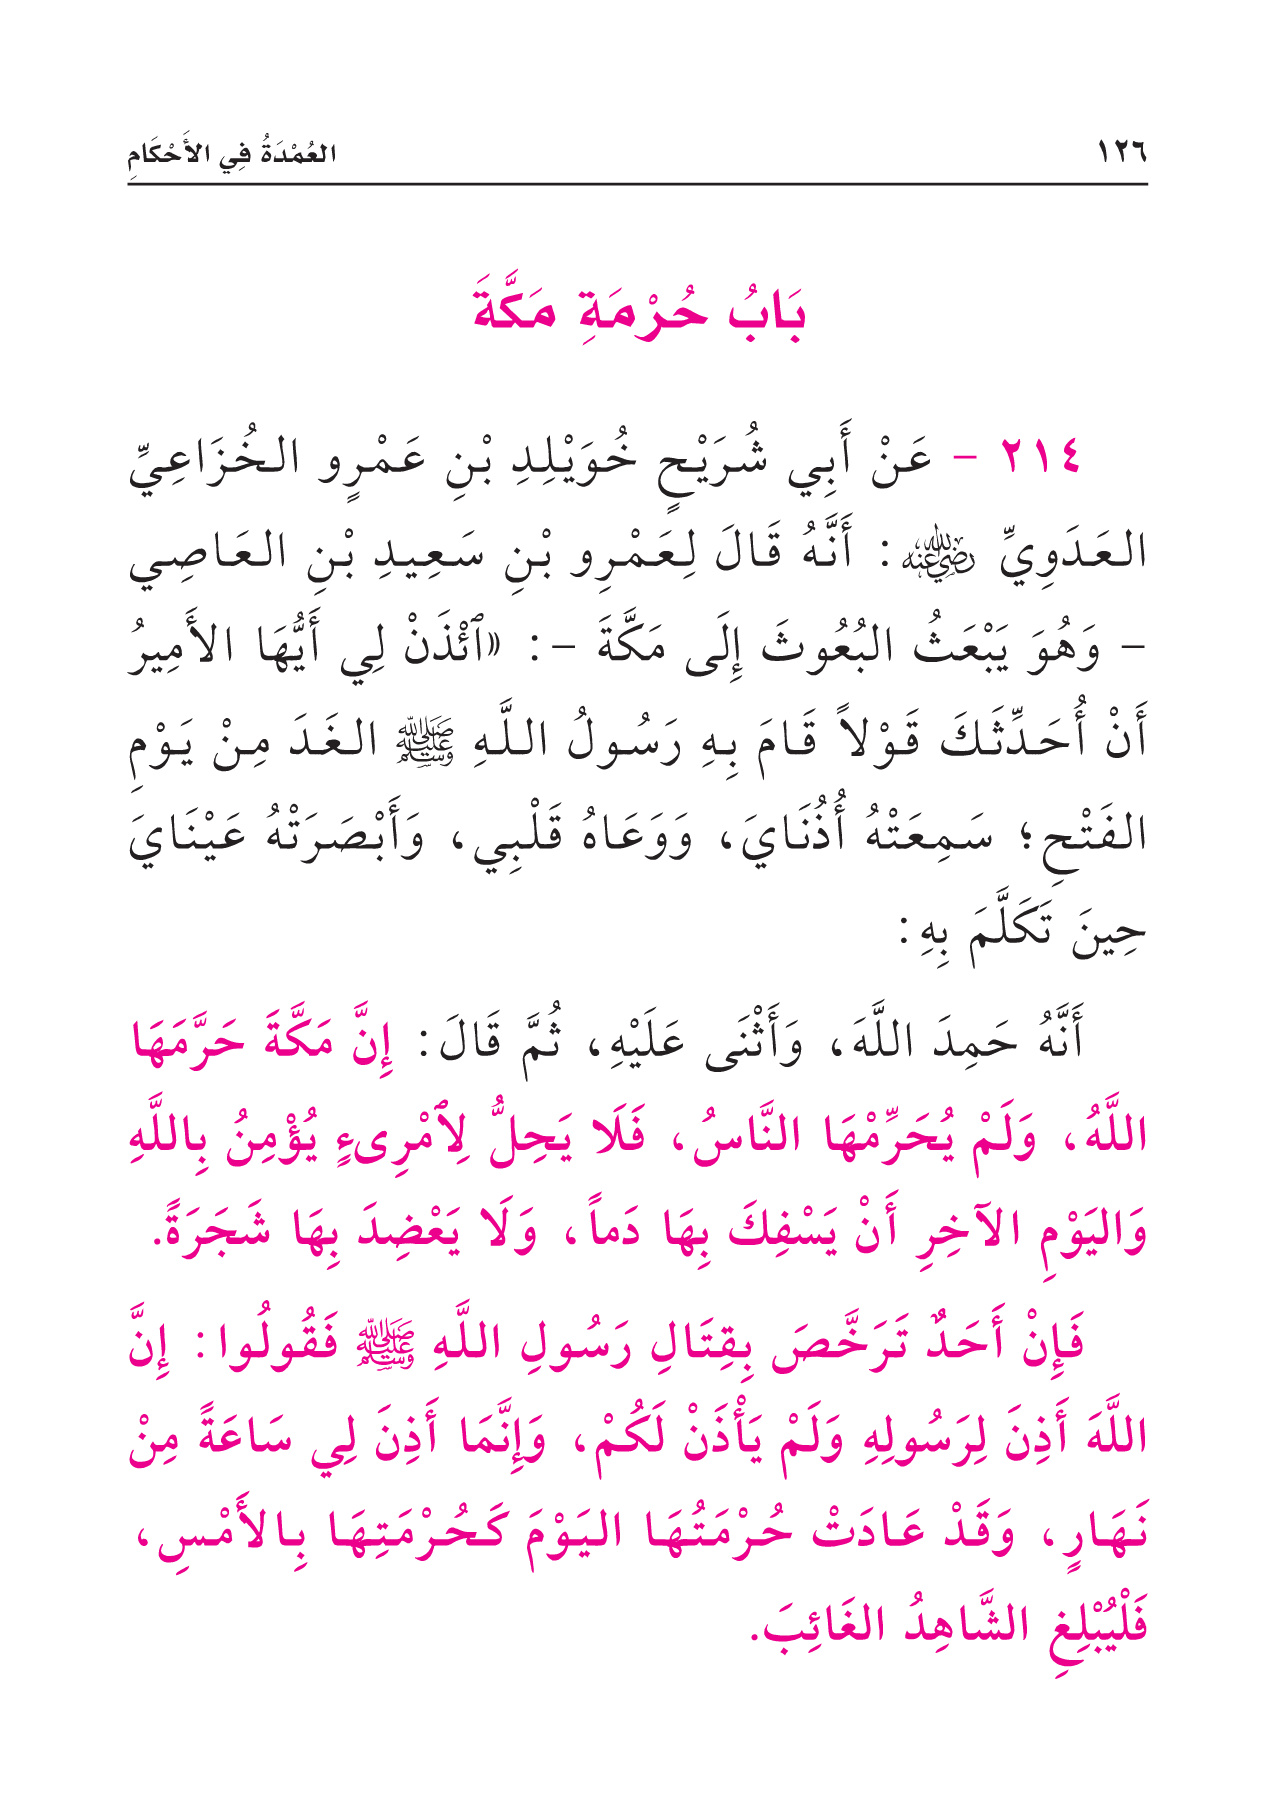 ١٢٦ العُمْدَةُ فِي الأَحْكَامِ
بَابُ حُرْمَةِ مَكَّةَ
٢١٤ - عَنْ أَبِي شُرَيْحٍ خُوَيْلِدِ بْنِ عَمْرٍو الخُزَاعِيِّ
العَدَوِيِّ رضي الله عنه: أَنَّهُ قَالَ لِعَمْرِو بْنِ سَعِيدِ بْنِ العَاصِي
- وَهُوَ يَبْعَثُ البُعُوثَ إِلَى مَكَّةَ -: «ٱئْذَنْ لِي أَيُّهَا الأَمِيرُ
أَنْ أُحَدِّثَكَ قَوْلاً قَامَ بِهِ رَسُولُ اللَّهِ ﷺ الغَدَ مِنْ يَوْمِ
الفَتْحِ؛ سَمِعَتْهُ أُذُنَايَ، وَوَعَاهُ قَلْبِي، وَأَبْصَرَتْهُ عَيْنَايَ
حِينَ تَكَلَّمَ بِهِ:
أَنَّهُ حَمِدَ اللَّهَ، وَأَثْنَى عَلَيْهِ، ثُمَّ قَالَ: إِنَّ مَكَّةَ حَرَّمَهَا
اللَّهُ، وَلَمْ يُحَرِّمْهَا النَّاسُ، فَلَا يَحِلُّ لِٱمْرِىءٍ يُؤْمِنُ بِاللَّهِ
وَاليَوْمِ الآخِرِ أَنْ يَسْفِكَ بِهَا دَماً، وَلَا يَعْضِدَ بِهَا شَجَرَةً.
فَإِنْ أَحَدٌ تَرَخَّصَ بِقِتَالِ رَسُولِ اللَّهِ ﷺ فَقُولُوا: إِنَّ
اللَّهَ أَذِنَ لِرَسُولِهِ وَلَمْ يَأْذَنْ لَكُمْ، وَإِنَّمَا أَذِنَ لِي سَاعَةً مِنْ
نَهَارٍ، وَقَدْ عَادَتْ حُرْمَتُهَا اليَوْمَ كَحُرْمَتِهَا بِالأَمْسِ،
فَلْيُبْلِغِ الشَّاهِدُ الغَائِبَ.